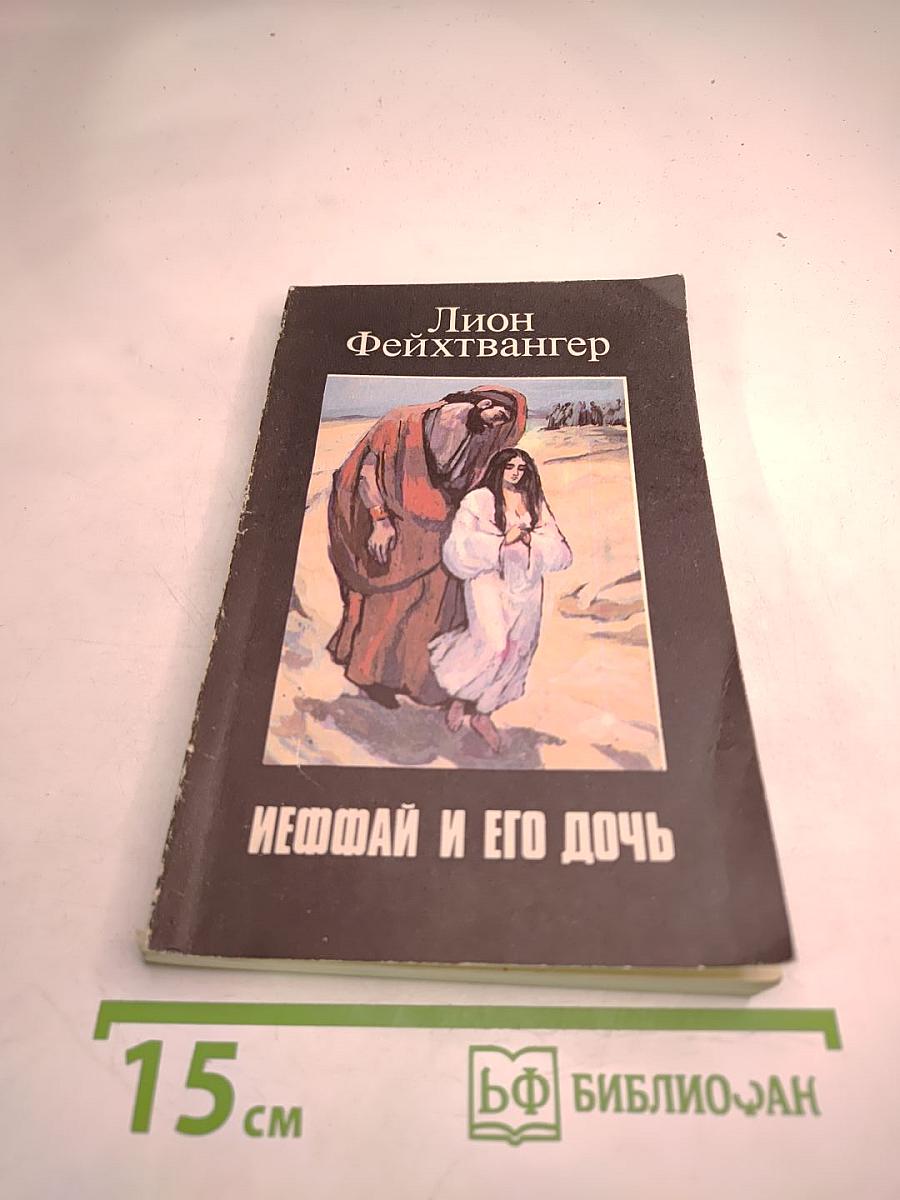 Лион
Фейхтвангер
ИЕФФАЙ И ЕГО ДОЧЬ
15 см
БФ БИБЛИОФАН